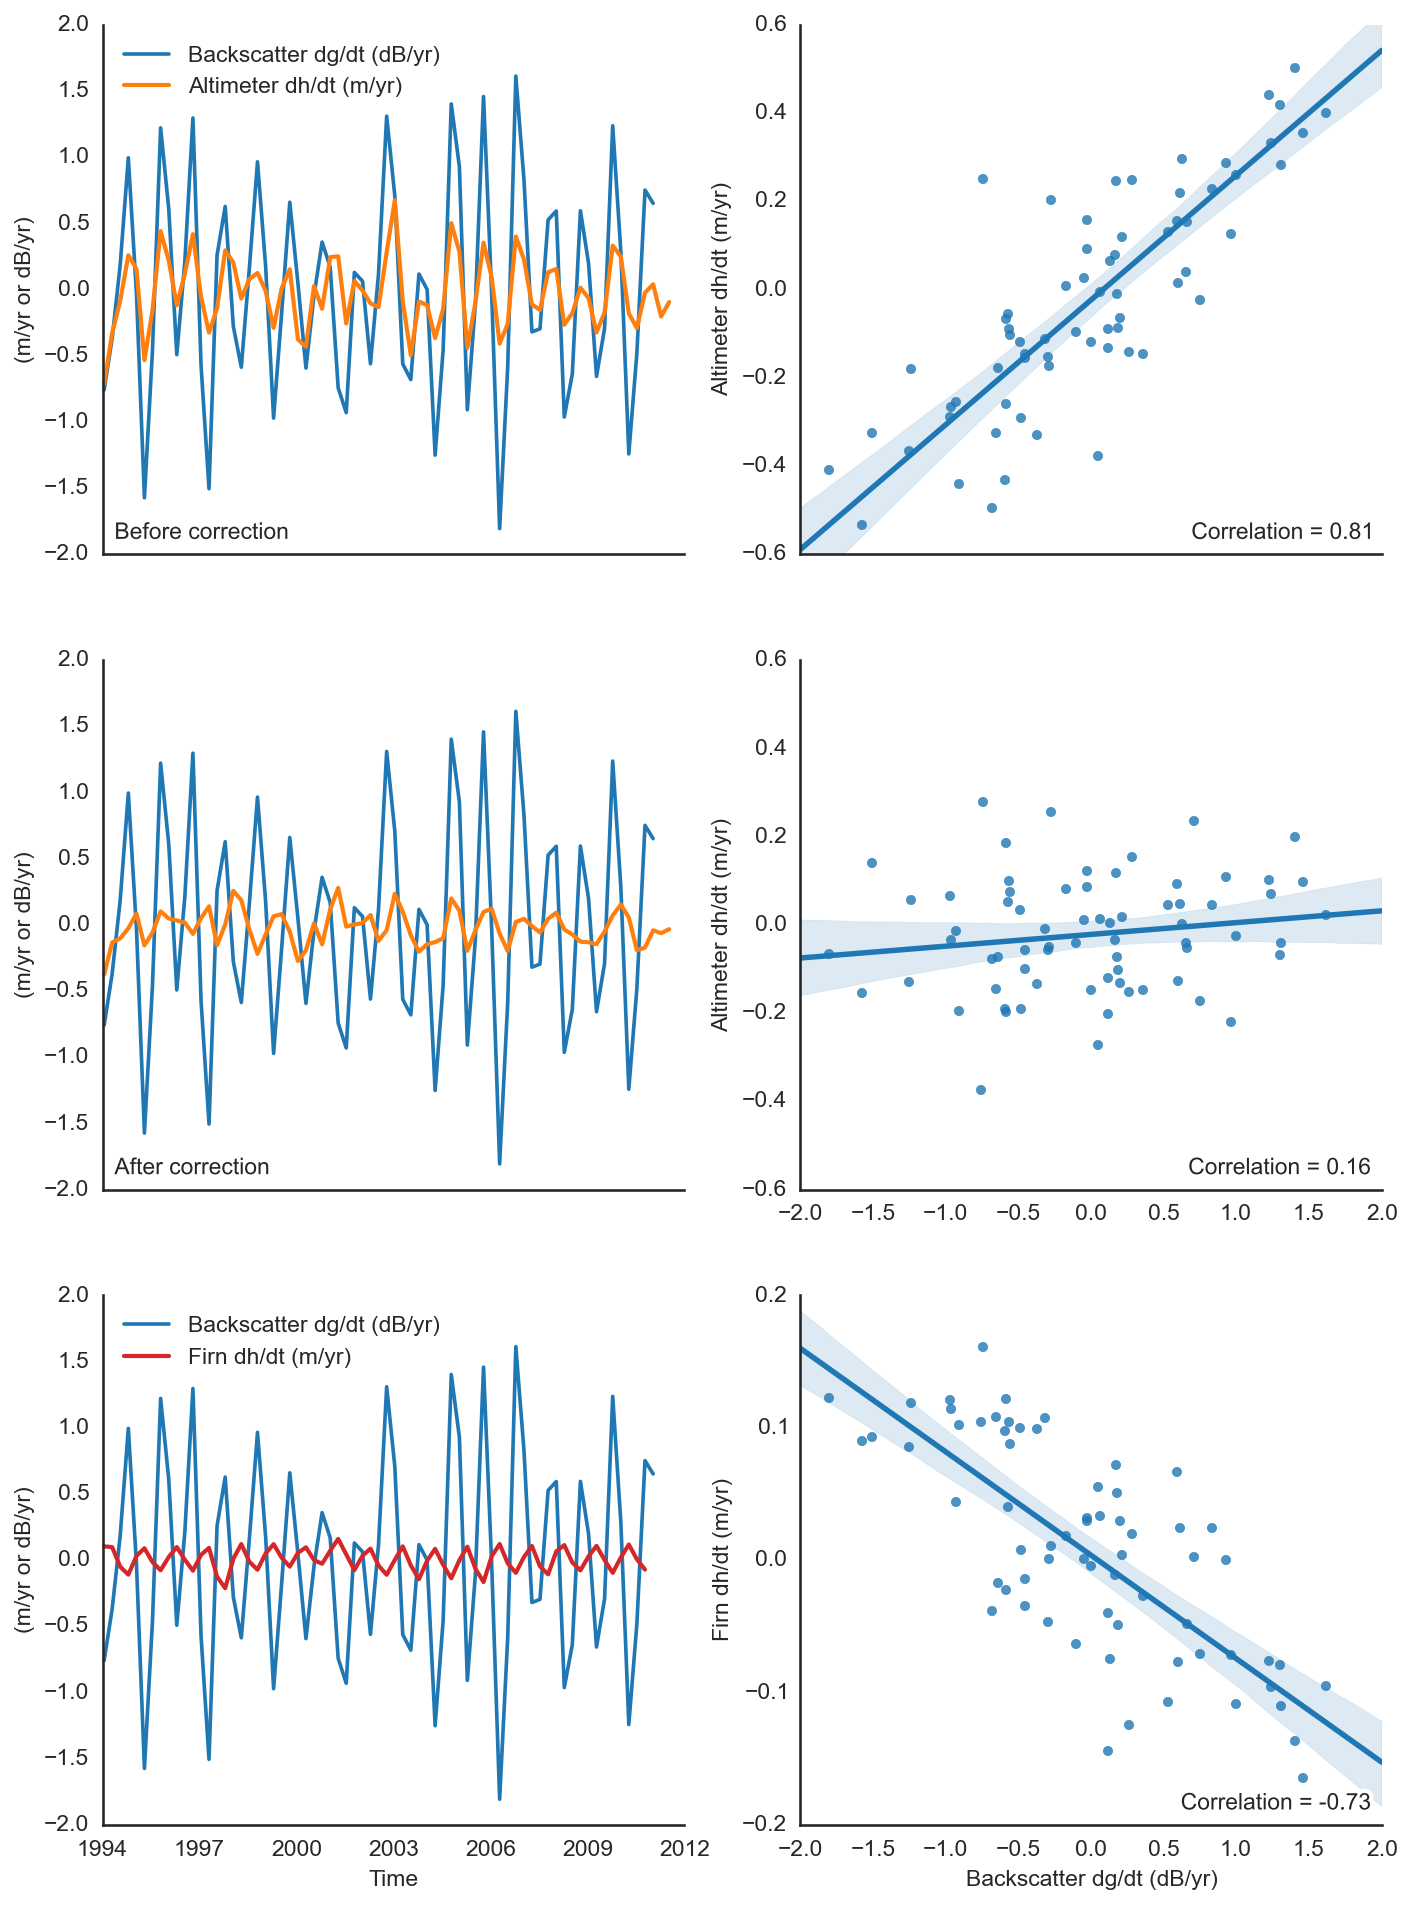 2.0
1.5
1.0
0.5
0.0
−0.5
−1.0
−1.5
−2.0
(m/yr or dB/yr)
Backscatter dg/dt (dB/yr)
Altimeter dh/dt (m/yr)
Before correction
0.6
0.4
0.2
0.0
−0.2
−0.4
−0.6
Altimeter dh/dt (m/yr)
Correlation = 0.81
2.0
1.5
1.0
0.5
0.0
−0.5
−1.0
−1.5
−2.0
(m/yr or dB/yr)
After correction
0.6
0.4
0.2
0.0
−0.2
−0.4
−0.6
Altimeter dh/dt (m/yr)
Correlation = 0.16
−2.0 −1.5 −1.0 −0.5 0.0 0.5 1.0 1.5 2.0
2.0
1.5
1.0
0.5
0.0
−0.5
−1.0
−1.5
−2.0
(m/yr or dB/yr)
Backscatter dg/dt (dB/yr)
Firn dh/dt (m/yr)
1994 1997 2000 2003 2006 2009 2012
Time
0.2
0.1
0.0
−0.1
−0.2
Firn dh/dt (m/yr)
Correlation = -0.73
−2.0 −1.5 −1.0 −0.5 0.0 0.5 1.0 1.5 2.0
Backscatter dg/dt (dB/yr)